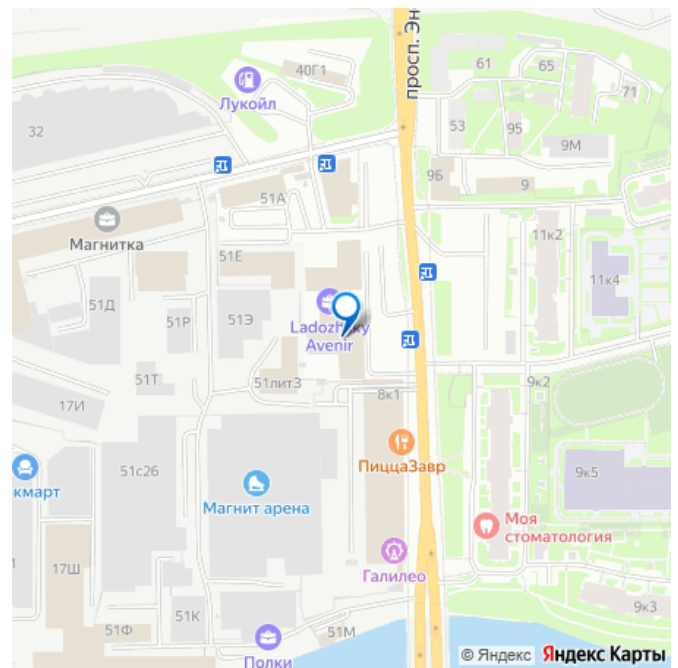 просп. Эн
61
65
71
40Г1
Лукойл
32
53
95
9М
9Б
9
51А
Магнитка
11к2
51Е
11к4
51Д
51Р
51Э
Ladozhsky
Avenir
51Т
51лит3
9к2
8к1
17И
ПиццаЗавр
51с26
9к5
кмарт
Магнит арена
Моя
стоматология
17Ш
Галилео
9к3
51К
51Ф
51М
Полки
© Яндекс
Яндекс Карты